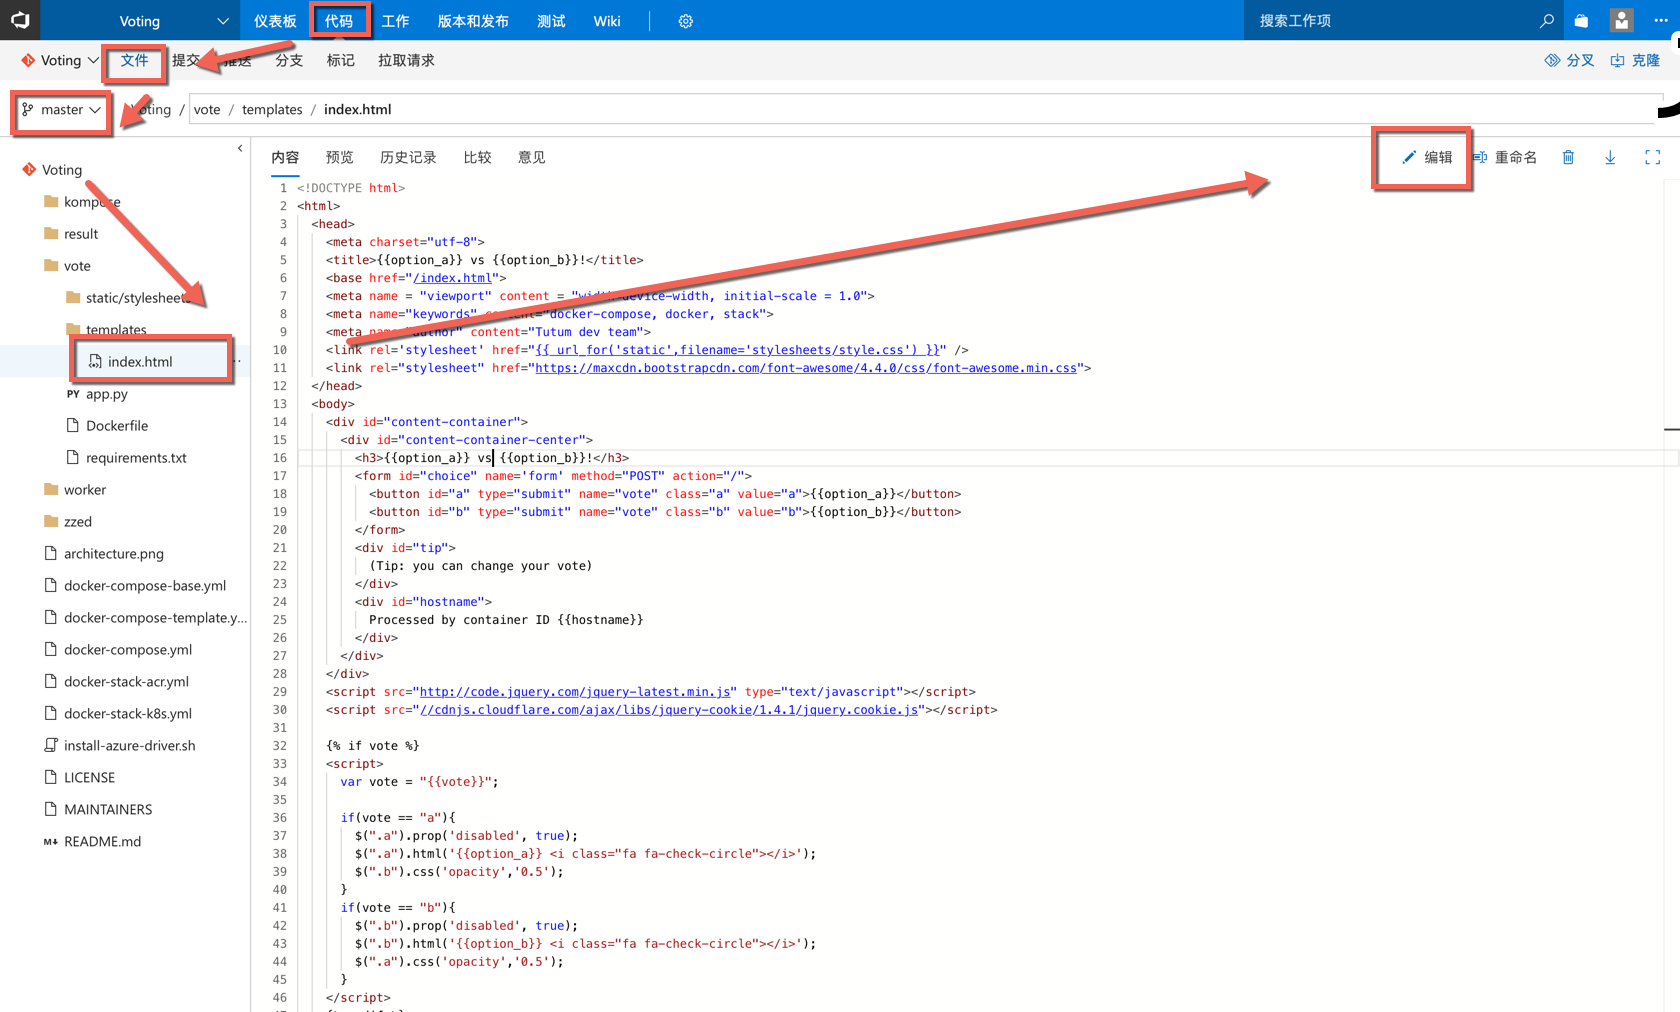 Voting 仪表板 代码 工作 版本和发布 测试 Wiki 搜索工作项
Voting 文件 提交 推送 分支 标记 拉取请求 分叉 克隆
master Voting / vote / templates / index.html
Voting
kompose
result
vote
static/stylesheets
templates
index.html
app.py
Dockerfile
requirements.txt
worker
zzed
architecture.png
docker-compose-base.yml
docker-compose-template.y...
docker-compose.yml
docker-stack-acr.yml
docker-stack-k8s.yml
install-azure-driver.sh
LICENSE
MAINTAINERS
README.md
内容 预览 历史记录 比较 意见 编辑 重命名
1 <!DOCTYPE html>
2 <html>
3 <head>
4 <meta charset="utf-8">
5 <title>{{option_a}} vs {{option_b}}!</title>
6 <base href="/index.html">
7 <meta name = "viewport" content = "width=device-width, initial-scale = 1.0">
8 <meta name="keywords" content="docker-compose, docker, stack">
9 <meta name="author" content="Tutum dev team">
10 <link rel='stylesheet' href="{{ url_for('static',filename='stylesheets/style.css') }}" />
11 <link rel="stylesheet" href="https://maxcdn.bootstrapcdn.com/font-awesome/4.4.0/css/font-awesome.min.css">
12 </head>
13 <body>
14 <div id="content-container">
15 <div id="content-container-center">
16 <h3>{{option_a}} vs {{option_b}}!</h3>
17 <form id="choice" name='form' method="POST" action="/">
18 <button id="a" type="submit" name="vote" class="a" value="a">{{option_a}}</button>
19 <button id="b" type="submit" name="vote" class="b" value="b">{{option_b}}</button>
20 </form>
21 <div id="tip">
22 (Tip: you can change your vote)
23 </div>
24 <div id="hostname">
25 Processed by container ID {{hostname}}
26 </div>
27 </div>
28 </div>
29 <script src="http://code.jquery.com/jquery-latest.min.js" type="text/javascript"></script>
30 <script src="//cdnjs.cloudflare.com/ajax/libs/jquery-cookie/1.4.1/jquery.cookie.js"></script>
31
32 {% if vote %}
33 <script>
34 var vote = "{{vote}}";
35
36 if(vote == "a"){
37 $(".a").prop('disabled', true);
38 $(".a").html('{{option_a}} <i class="fa fa-check-circle"></i>');
39 $(".b").css('opacity','0.5');
40 }
41 if(vote == "b"){
42 $(".b").prop('disabled', true);
43 $(".b").html('{{option_b}} <i class="fa fa-check-circle"></i>');
44 $(".a").css('opacity','0.5');
45 }
46 </script>